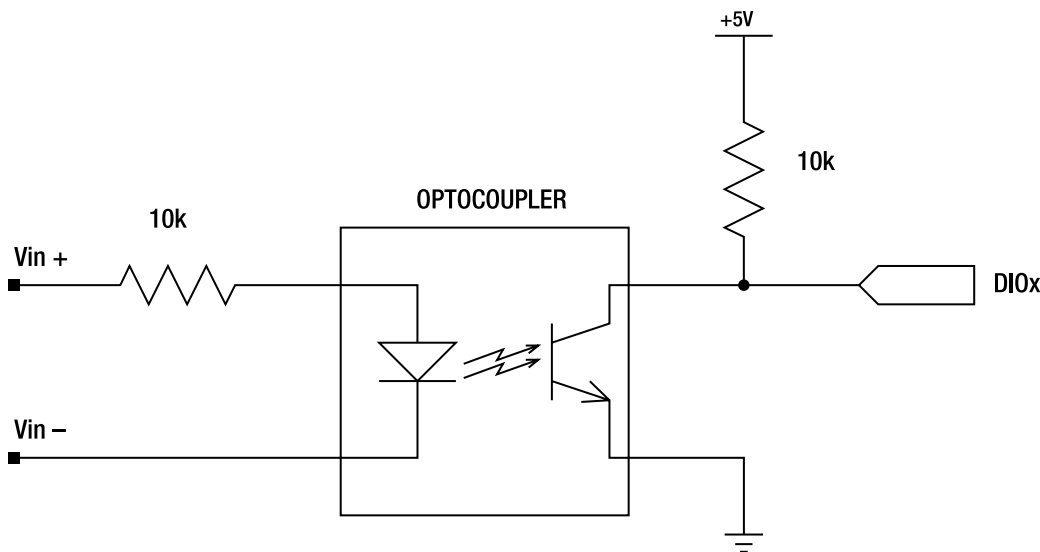 +5V
10k
OPTOCOUPLER
10k
Vin +
DIOx
Vin –